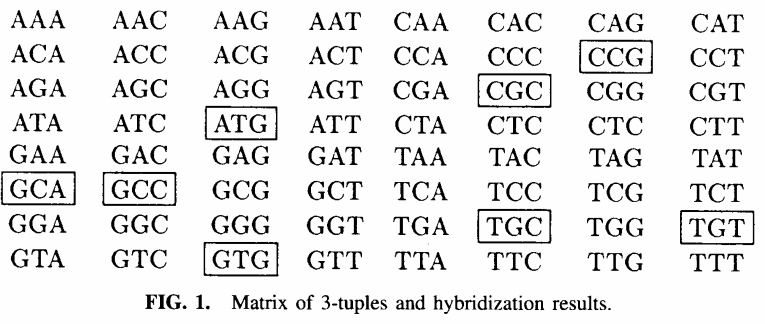 AAA AAC AAG AAT CAA CAC CAG CAT
ACA ACC ACG ACT CCA CCC CCG CCT
AGA AGC AGG AGT CGA CGC CGG CGT
ATA ATC ATG ATT CTA CTC CTC CTT
GAA GAC GAG GAT TAA TAC TAG TAT
GCA GCC GCG GCT TCA TCC TCG TCT
GGA GGC GGG GGT TGA TGC TGG TGT
GTA GTC GTG GTT TTA TTC TTG TTT
FIG. 1. Matrix of 3-tuples and hybridization results.